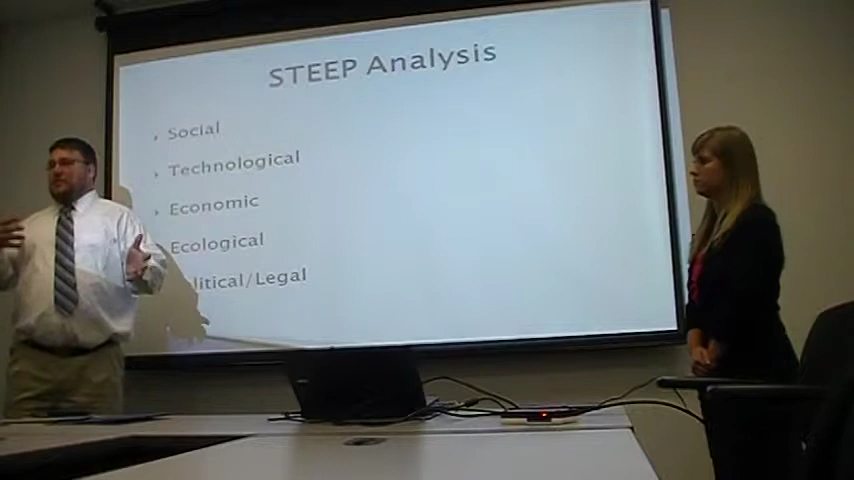 STEEP Analysis
Social
Technological
Economic
Ecological
litical/Legal